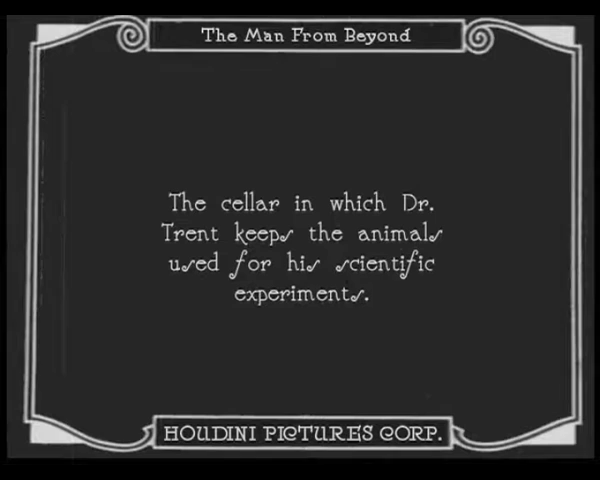 The Man From Beyond
The cellar in which Dr.
Trent keeps the animals
used for his scientific
experiments.
HOUDINI PICTURES CORP.